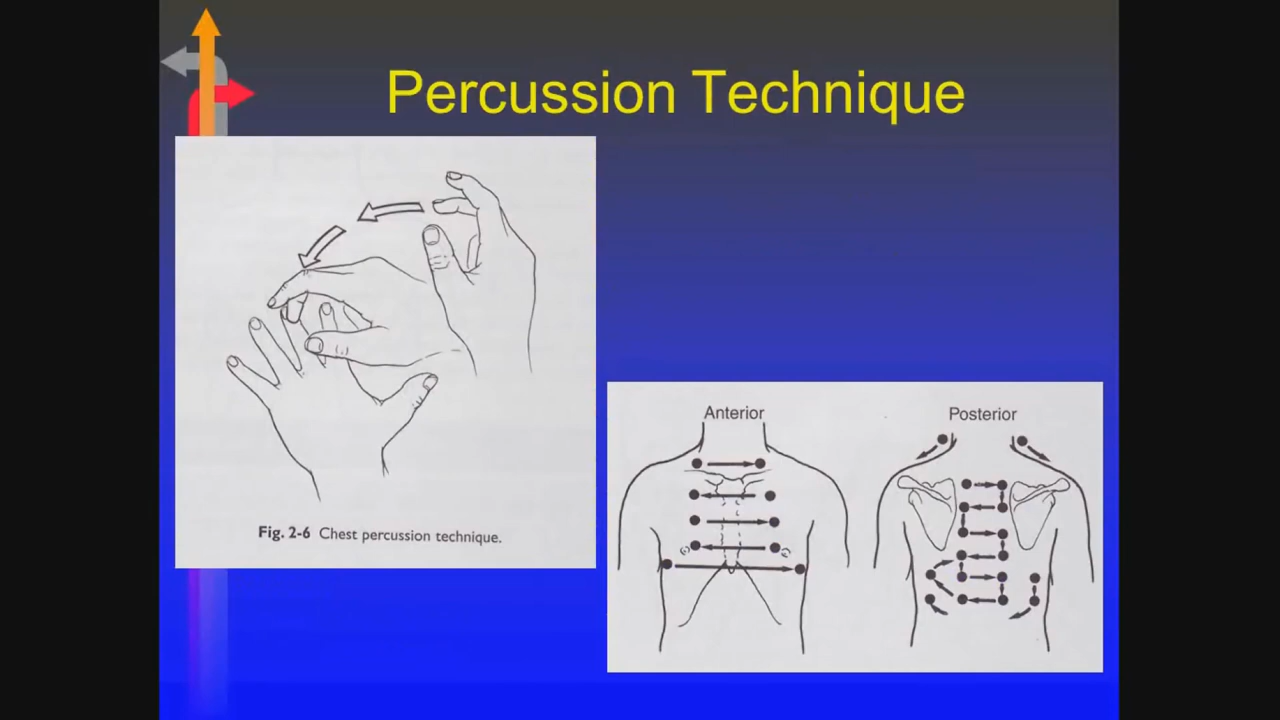 Percussion Technique
Fig. 2-6 Chest percussion technique.
Anterior
Posterior